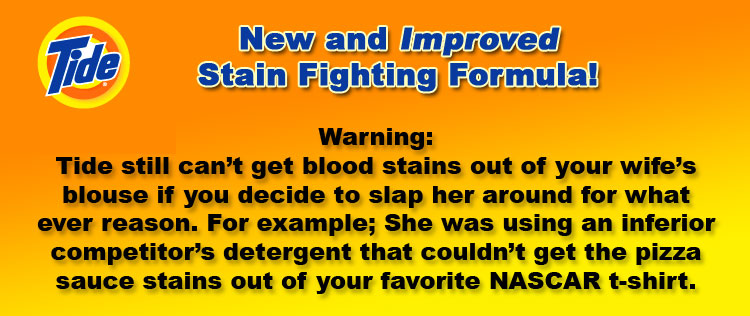 Tide
New and Improved
Stain Fighting Formula!
Warning:
Tide still can't get blood stains out of your wife's
blouse if you decide to slap her around for what
ever reason. For example; She was using an inferior
competitor's detergent that couldn't get the pizza
sauce stains out of your favorite NASCAR t-shirt.